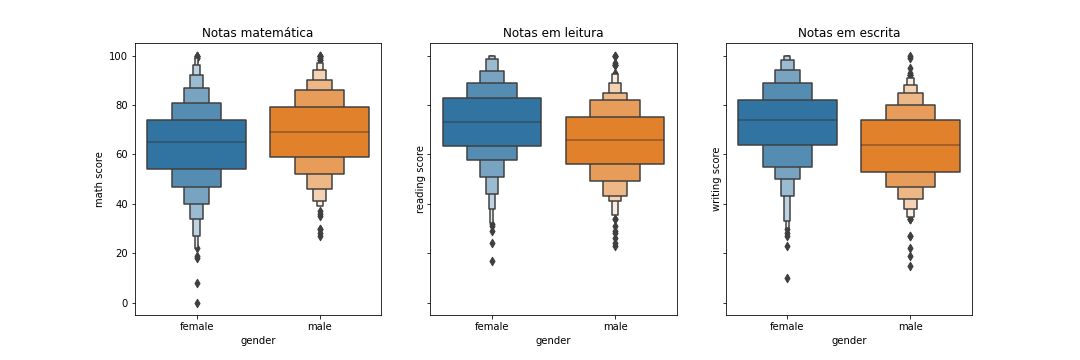 Notas matemática
Notas em leitura
Notas em escrita
100
80
60
40
20
0
math score
reading score
writing score
female
male
female
male
female
male
gender
gender
gender